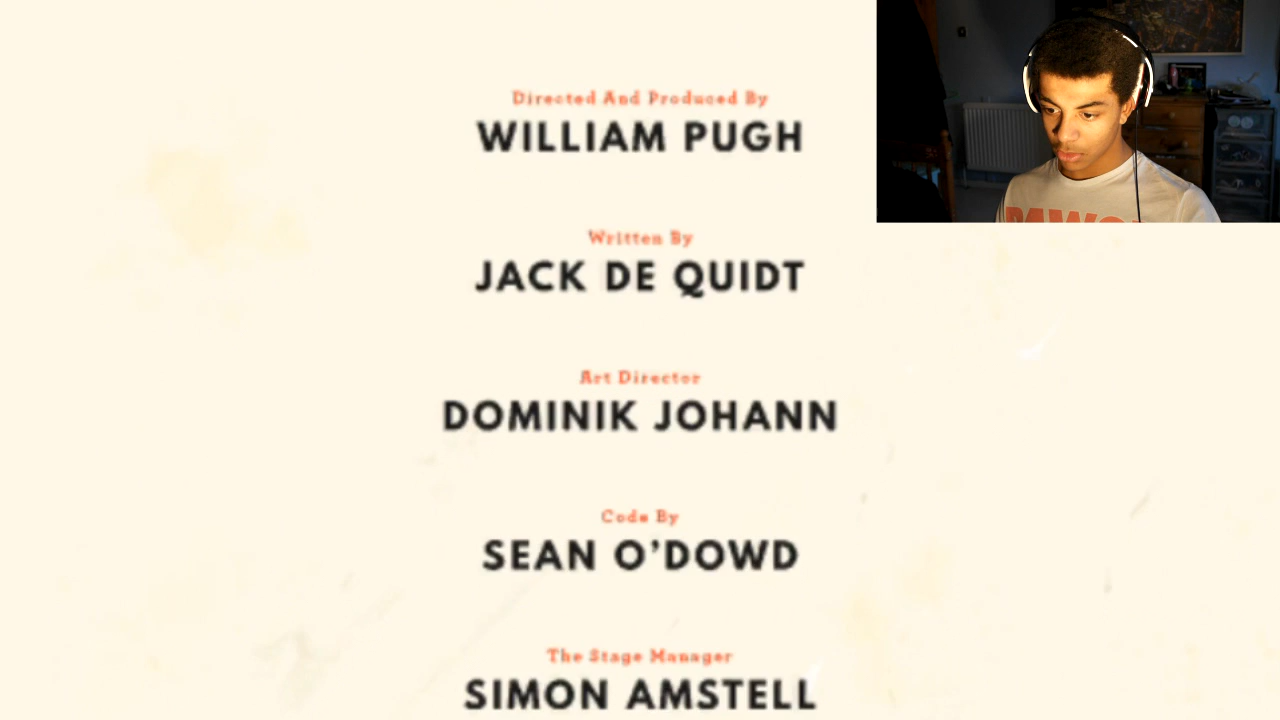 Directed And Produced By
WILLIAM PUGH
Written By
JACK DE QUIDT
Art Director
DOMINIK JOHANN
Code By
SEAN O'DOWD
The Stage Manager
SIMON AMSTELL